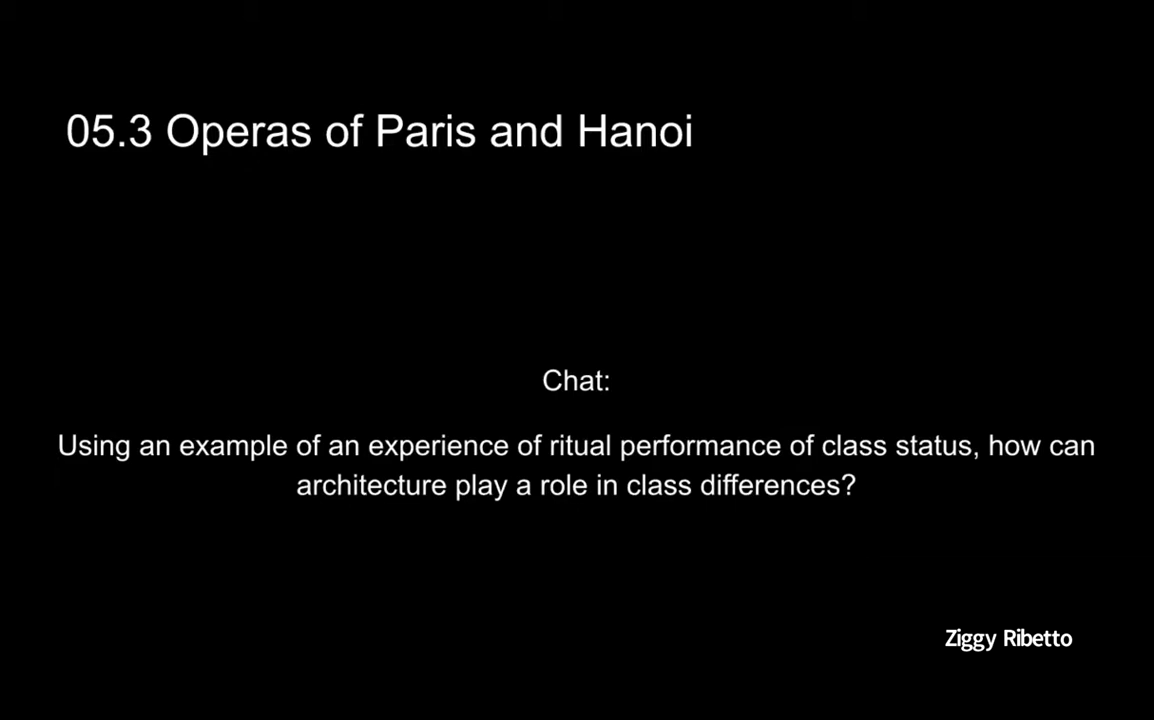 05.3 Operas of Paris and Hanoi
Chat:
Using an example of an experience of ritual performance of class status, how can
architecture play a role in class differences?
Ziggy Ribetto